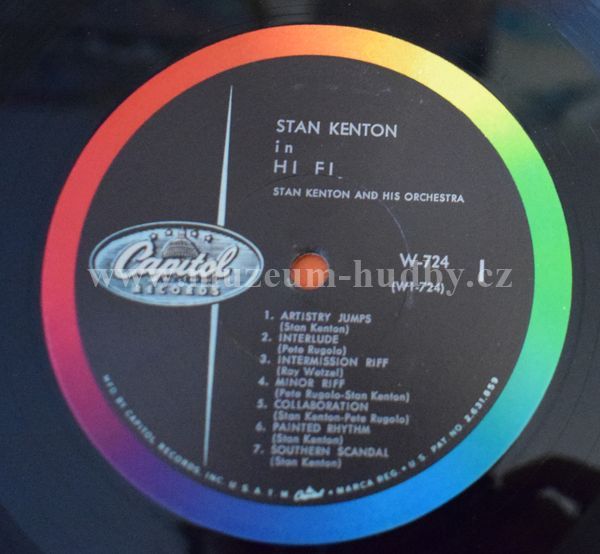 STAN KENTON
in
HI FI
STAN KENTON AND HIS ORCHESTRA
Capitol
RECORDS
W-724
1
(W1-724)
www.muzeum-hudby.cz
1. ARTISTRY JUMPS
(Stan Kenton)
2. INTERLUDE
(Pete Rugolo)
3. INTERMISSION RIFF
(Ray Wetzel)
4. MINOR RIFF
(Pete Rugolo-Stan Kenton)
5. COLLABORATION
(Stan Kenton-Pete Rugolo)
6. PAINTED RHYTHM
(Stan Kenton)
7. SOUTHERN SCANDAL
(Stan Kenton)
MFD. BY CAPITOL RECORDS, INC. U.S.A. T.M. Capitol MARCA REG. • U.S. PAT. NO. 2,631,859